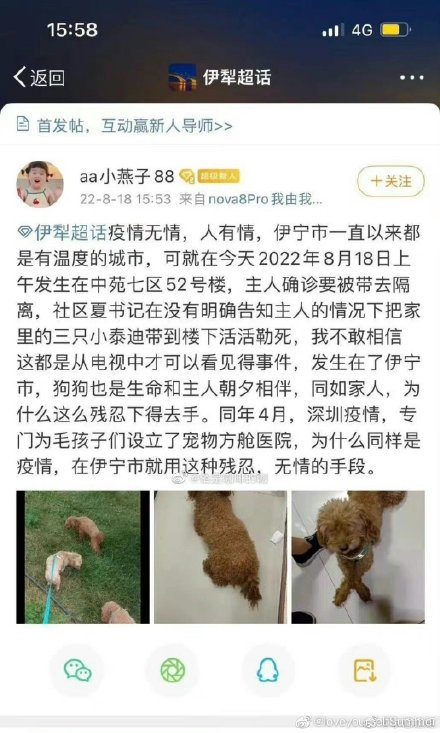 15:58
4G
返回
伊犁超话
首发帖，互动赢新人导师>>
aa小燕子88
超级新人
22-8-18 15:53 来自nova8Pro我由我...
+关注
伊犁超话疫情无情，人有情，伊宁市一直以来都
是有温度的城市，可就在今天2022年8月18日上
午发生在中苑七区52号楼，主人确诊要被带去隔
离，社区夏书记在没有明确告知主人的情况下把家
里的三只小泰迪带到楼下活活勒死，我不敢相信
这都是从电视中才可以看见得事件，发生在了伊宁
市，狗狗也是生命和主人朝夕相伴，同如家人，为
什么这么残忍下得去手。同年4月，深圳疫情，专
门为毛孩子们设立了宠物方舱医院，为什么同样是
疫情，在伊宁市就用这种残忍，无情的手段。